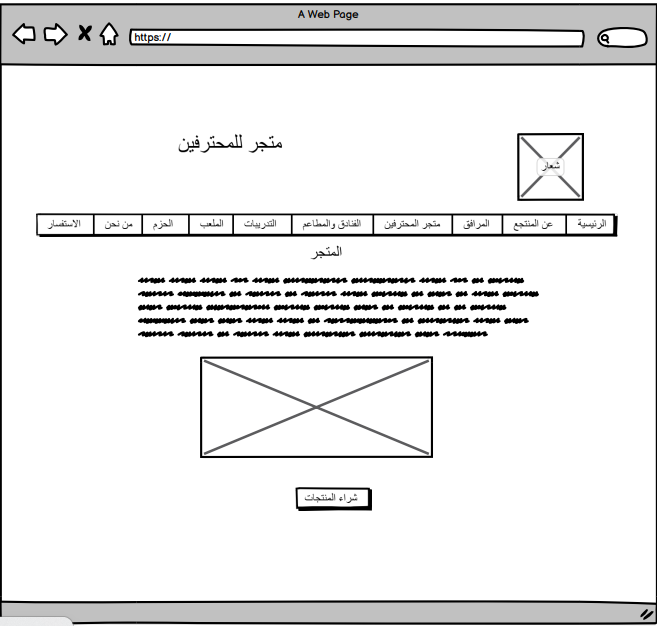 A Web Page
https://
متجر للمحترفين
شعار
الرئيسية عن المنتجع المرافق متجر المحترفين الفنادق والمطاعم التدريبات الملعب الحزم من نحن الاستفسار
المتجر
شراء المنتجات